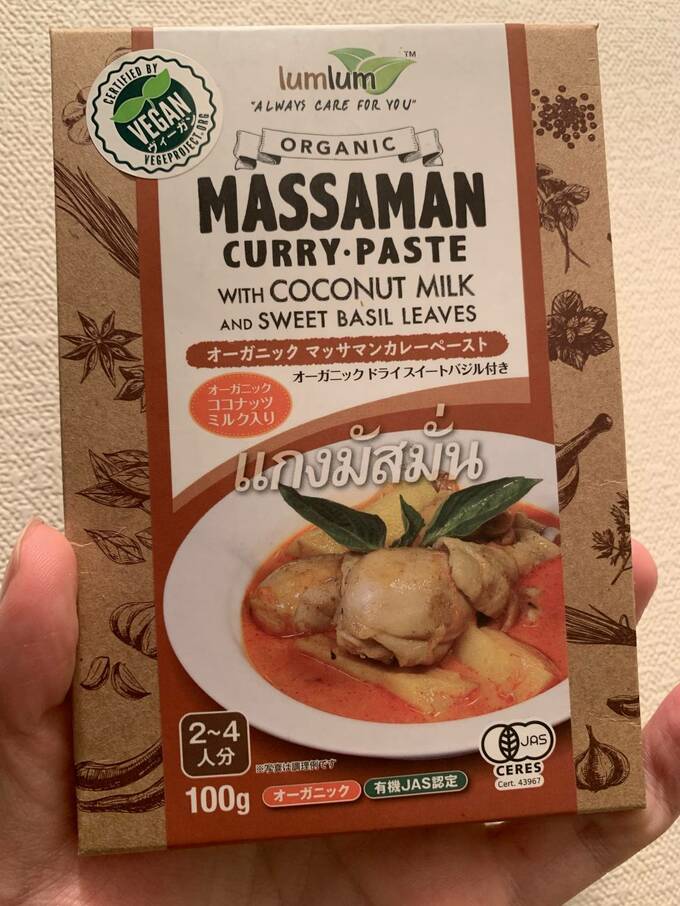 CERTIFIED BY
VEGAN
ヴィーガン
VEGEPROJECT.ORG
lumlum™
"ALWAYS CARE FOR YOU"
ORGANIC
MASSAMAN
CURRY·PASTE
WITH COCONUT MILK
AND SWEET BASIL LEAVES
オーガニック マッサマンカレーペースト
オーガニックドライスイートバジル付き
オーガニック
ココナッツ
ミルク入り
แกงมัสมั่น
2~4
人分
※写真は調理例です
100g
オーガニック
有機JAS認定
JAS
CERES
Cert. 43967